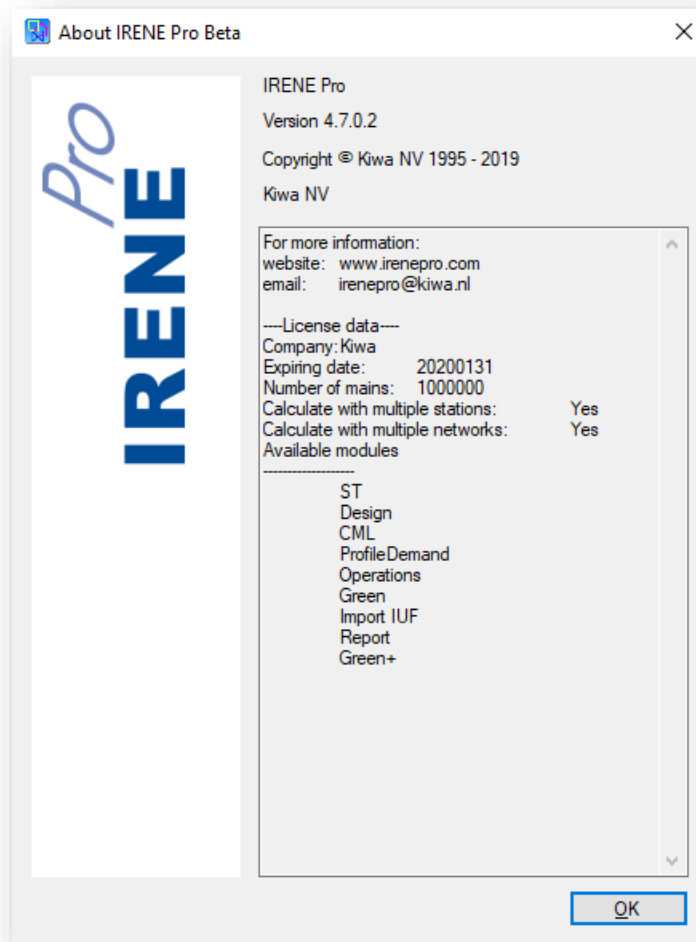 About IRENE Pro Beta
IRENE Pro
IRENE Pro
Version 4.7.0.2
Copyright © Kiwa NV 1995 - 2019
Kiwa NV
For more information:
website: www.irenepro.com
email: irenepro@kiwa.nl
----License data----
Company: Kiwa
Expiring date: 20200131
Number of mains: 1000000
Calculate with multiple stations: Yes
Calculate with multiple networks: Yes
Available modules
-------------------
ST
Design
CML
ProfileDemand
Operations
Green
Import IUF
Report
Green+
OK